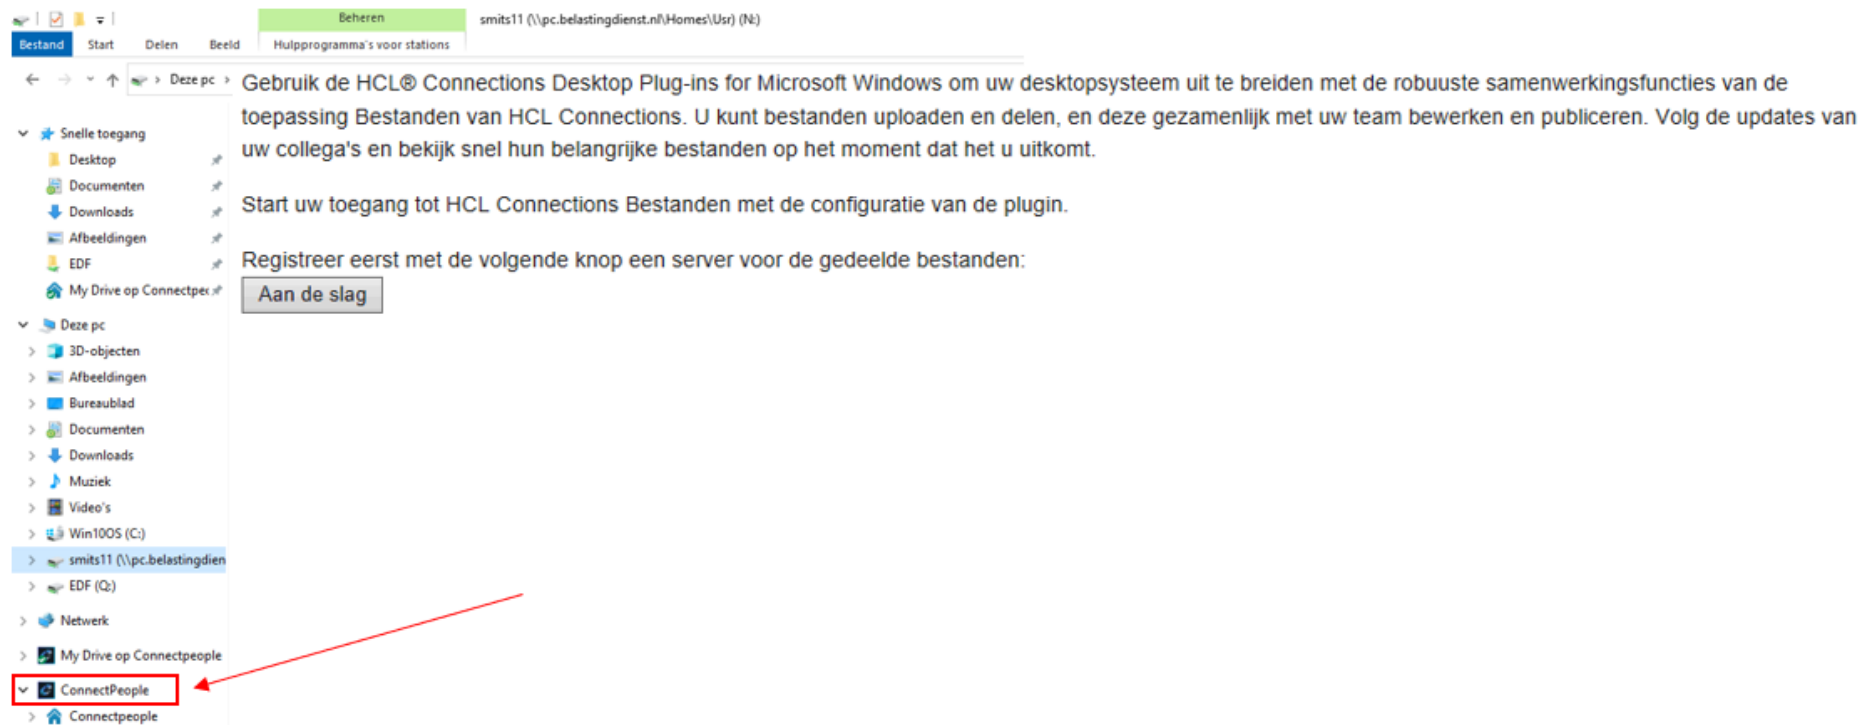 Beheren
smits11 (\\pc.belastingdienst.nl\Homes\Usr) (N:)
Bestand Start Delen Beeld Hulpprogramma's voor stations
Deze pc
Gebruik de HCL® Connections Desktop Plug-ins for Microsoft Windows om uw desktopsysteem uit te breiden met de robuuste samenwerkingsfuncties van de
toepassing Bestanden van HCL Connections. U kunt bestanden uploaden en delen, en deze gezamenlijk met uw team bewerken en publiceren. Volg de updates van
uw collega's en bekijk snel hun belangrijke bestanden op het moment dat het u uitkomt.
Start uw toegang tot HCL Connections Bestanden met de configuratie van de plugin.
Registreer eerst met de volgende knop een server voor de gedeelde bestanden:
Aan de slag
Snelle toegang
Desktop
Documenten
Downloads
Afbeeldingen
EDF
My Drive op Connectpec
Deze pc
3D-objecten
Afbeeldingen
Bureaublad
Documenten
Downloads
Muziek
Video's
Win10OS (C:)
smits11 (\\pc.belastingdien
EDF (Q:)
Netwerk
My Drive op Connectpeople
ConnectPeople
Connectpeople